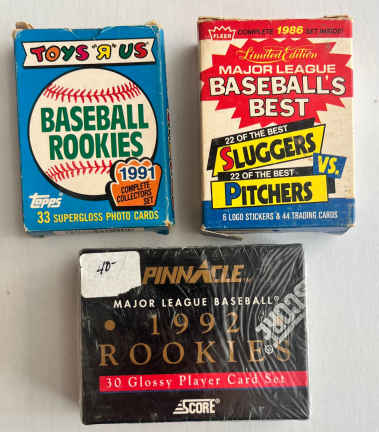 TOYS "R" US
BASEBALL
ROOKIES
1991
COMPLETE
COLLECTORS
SET
Topps
33 SUPERGLOSS PHOTO CARDS
FLEER
COMPLETE 1986 SET INSIDE!
Limited Edition
MAJOR LEAGUE
BASEBALL'S
BEST
22 OF THE BEST
SLUGGERS
VS.
22 OF THE BEST
PITCHERS
6 LOGO STICKERS & 44 TRADING CARDS
40-
PINNACLE
MAJOR LEAGUE BASEBALL®
• 1992
ROOKIES
30 Glossy Player Card Set
SCORE